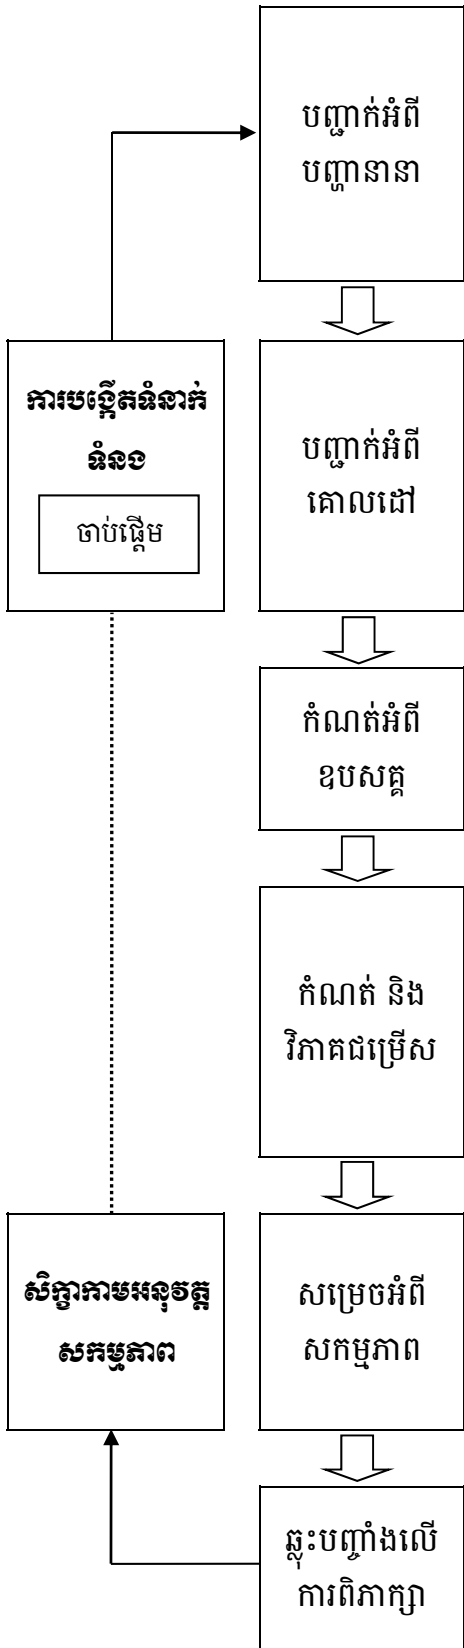 បញ្ជាក់អំពី
បញ្ហានានា
ការបង្កើតទំនាក់
ទំនង
ចាប់ផ្តើម
បញ្ជាក់អំពី
គោលដៅ
កំណត់អំពី
ឧបសគ្គ
កំណត់ និង
វិភាគជម្រើស
សិក្ខាកាមអនុវត្ត
សកម្មភាព
សម្រេចអំពី
សកម្មភាព
ឆ្លុះបញ្ចាំងលើ
ការពិភាក្សា